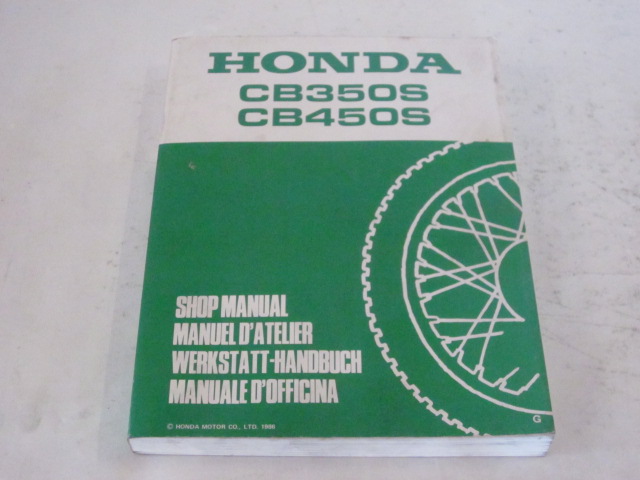 HONDA
CB350S
CB450S
SHOP MANUAL
MANUEL D'ATELIER
WERKSTATT-HANDBUCH
MANUALE D'OFFICINA
© HONDA MOTOR CO., LTD. 1986
G